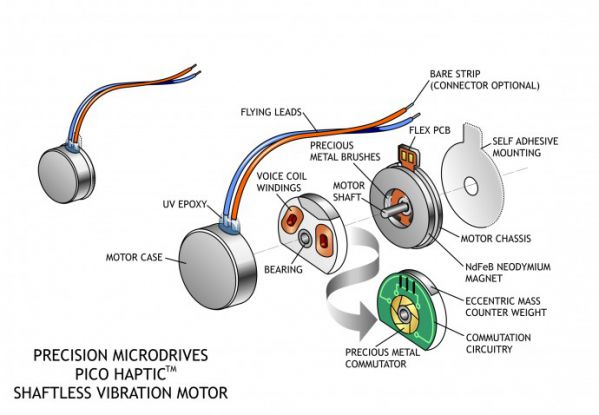 BARE STRIP
(CONNECTOR OPTIONAL)
FLYING LEADS
PRECIOUS
METAL BRUSHES
FLEX PCB
SELF ADHESIVE
MOUNTING
VOICE COIL
WINDINGS
MOTOR
SHAFT
UV EPOXY
MOTOR CASE
BEARING
MOTOR CHASSIS
NdFeB NEODYMIUM
MAGNET
ECCENTRIC MASS
COUNTER WEIGHT
COMMUTATION
CIRCUITRY
PRECIOUS METAL
COMMUTATOR
PRECISION MICRODRIVES
PICO HAPTIC™
SHAFTLESS VIBRATION MOTOR